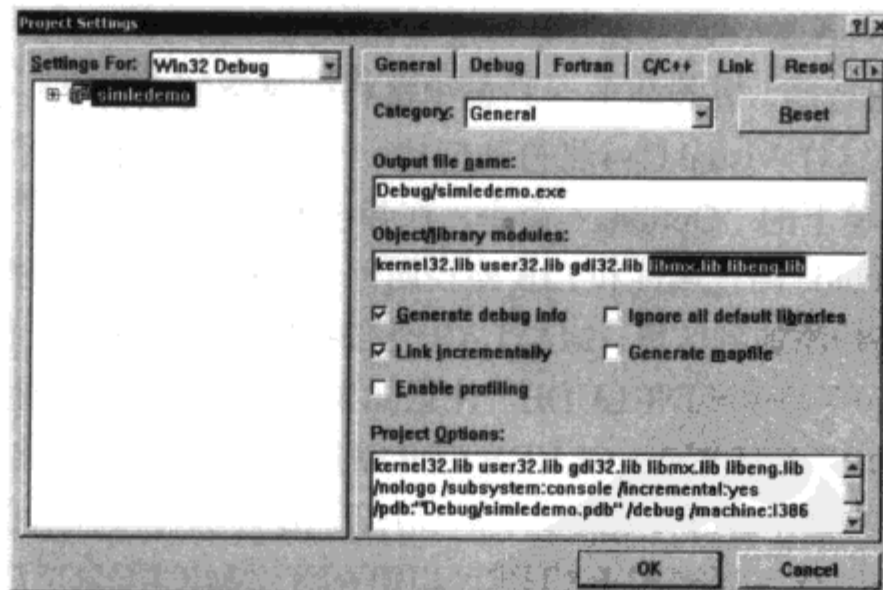 Project Settings
Settings For: Win32 Debug
simledemo
General Debug Fortran C/C++ Link
Category: General Reset
Output file name:
Debug/simledemo.exe
Object/library modules:
kernel32.lib user32.lib gdi32.lib libmx.lib libeng.lib
Generate debug info Ignore all default libraries
Link incrementally Generate mapfile
Enable profiling
Project Options:
kernel32.lib user32.lib gdi32.lib libmx.lib libeng.lib
/nologo /subsystem:console /incremental:yes
/pdb:"Debug/simledemo.pdb" /debug /machine:I386
OK Cancel